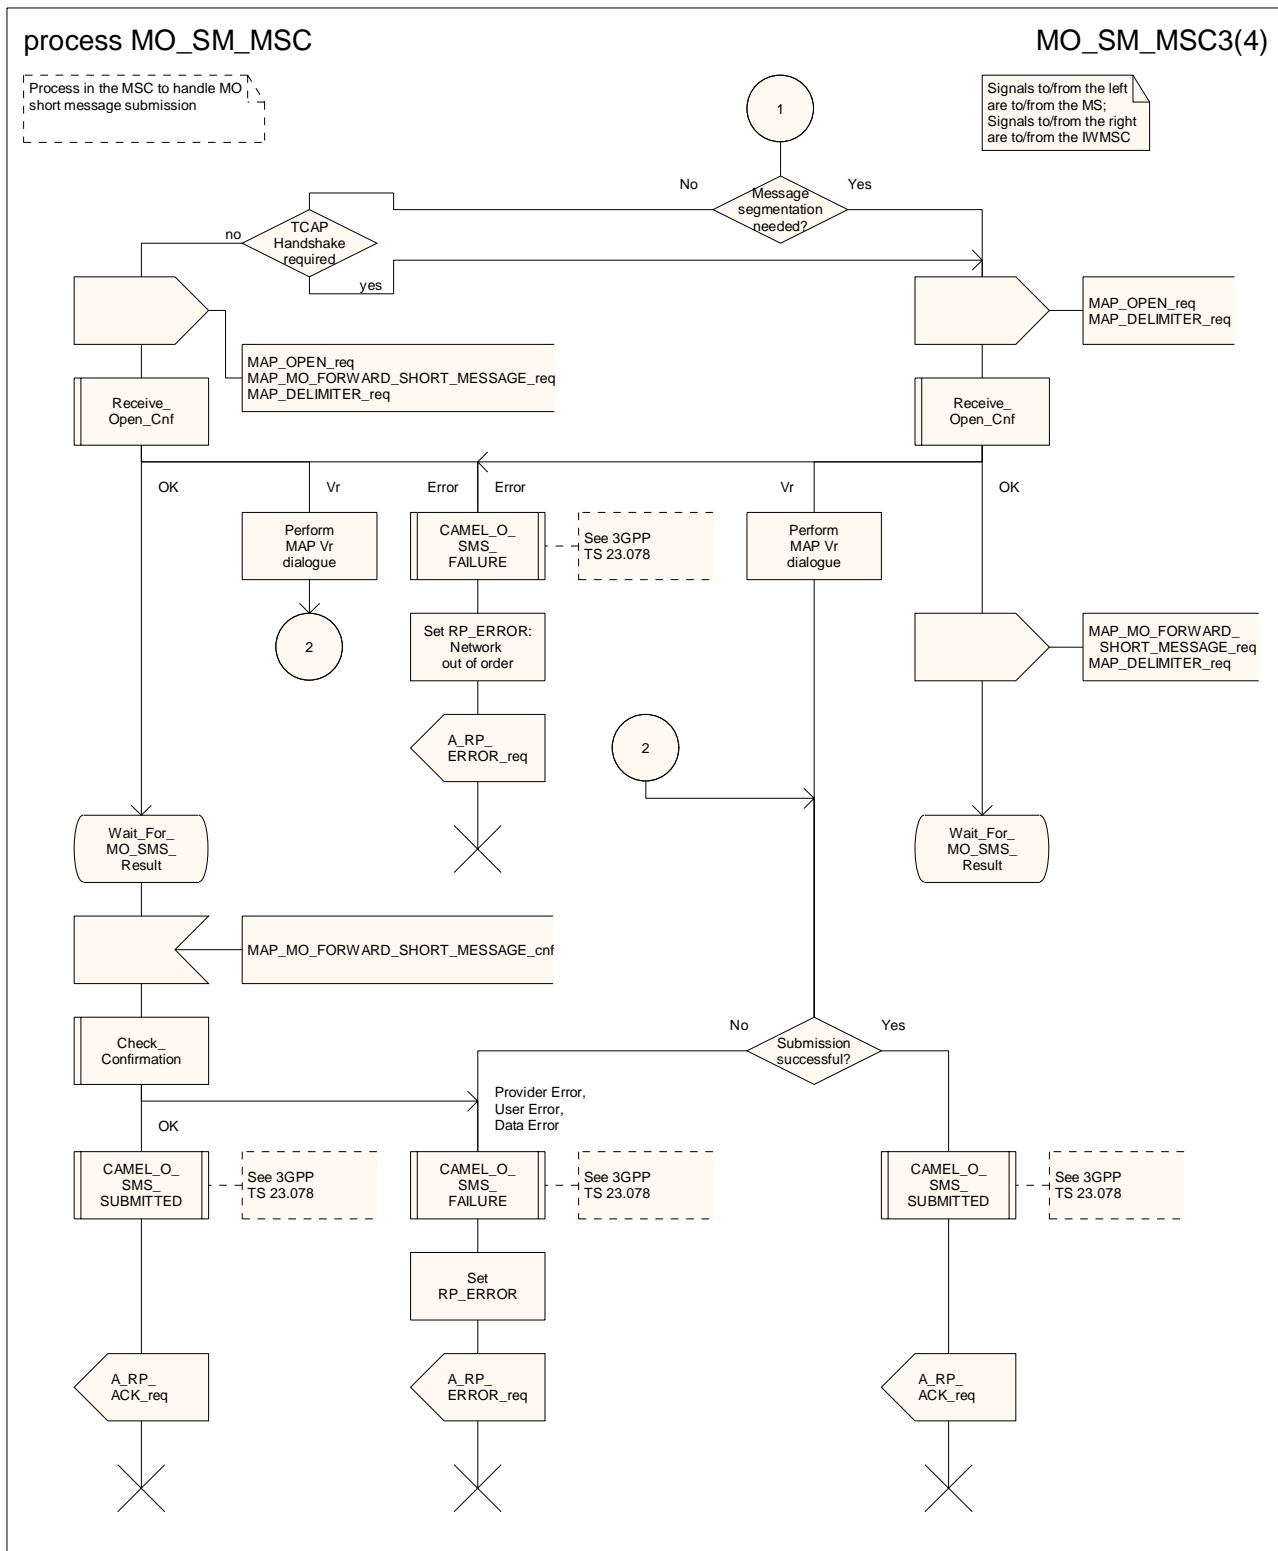 process MO_SM_MSC
MO_SM_MSC3(4)
Process in the MSC to handle MO
short message submission
1
Signals to/from the left
are to/from the MS;
Signals to/from the right
are to/from the IWMSC
No
Message
segmentation
needed?
Yes
no
TCAP
Handshake
required
yes
MAP_OPEN_req
MAP_DELIMITER_req
MAP_OPEN_req
MAP_MO_FORWARD_SHORT_MESSAGE_req
MAP_DELIMITER_req
Receive_
Open_Cnf
Receive_
Open_Cnf
OK
Vr
Error
Error
Vr
OK
Perform
MAP Vr
dialogue
CAMEL_O_
SMS_
FAILURE
See 3GPP
TS 23.078
Perform
MAP Vr
dialogue
2
Set RP_ERROR:
Network
out of order
MAP_MO_FORWARD_
SHORT_MESSAGE_req
MAP_DELIMITER_req
A_RP_
ERROR_req
2
Wait_For_
MO_SMS_
Result
Wait_For_
MO_SMS_
Result
MAP_MO_FORWARD_SHORT_MESSAGE_cnf
Check_
Confirmation
No
Submission
successful?
Yes
Provider Error,
User Error,
Data Error
OK
CAMEL_O_
SMS_
SUBMITTED
See 3GPP
TS 23.078
CAMEL_O_
SMS_
FAILURE
See 3GPP
TS 23.078
CAMEL_O_
SMS_
SUBMITTED
See 3GPP
TS 23.078
Set
RP_ERROR
A_RP_
ACK_req
A_RP_
ERROR_req
A_RP_
ACK_req